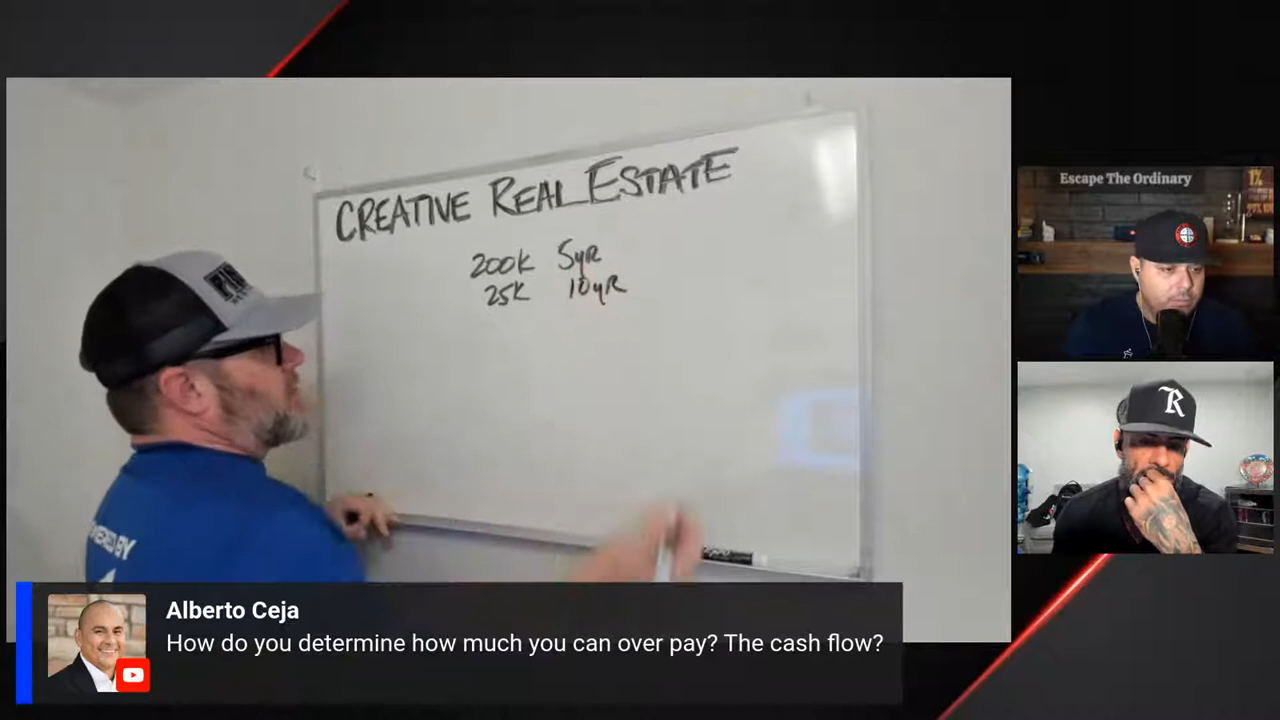 CREATIVE REAL ESTATE
200K 5yR
25K 10yR
Escape The Ordinary
1%
R
Alberto Ceja
How do you determine how much you can over pay? The cash flow?